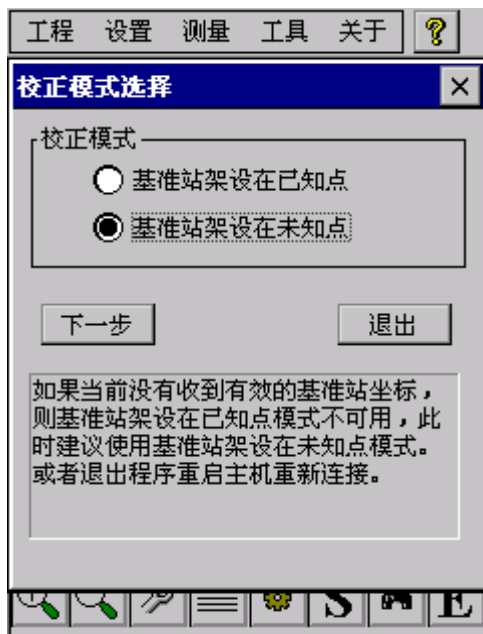 工程 设置 测量 工具 关于 ?
校正模式选择
校正模式
基准站架设在已知点
基准站架设在未知点
下一步 退出
如果当前没有收到有效的基准站坐标，
则基准站架设在已知点模式不可用，此
时建议使用基准站架设在未知点模式。
或者退出程序重启主机重新连接。
S E